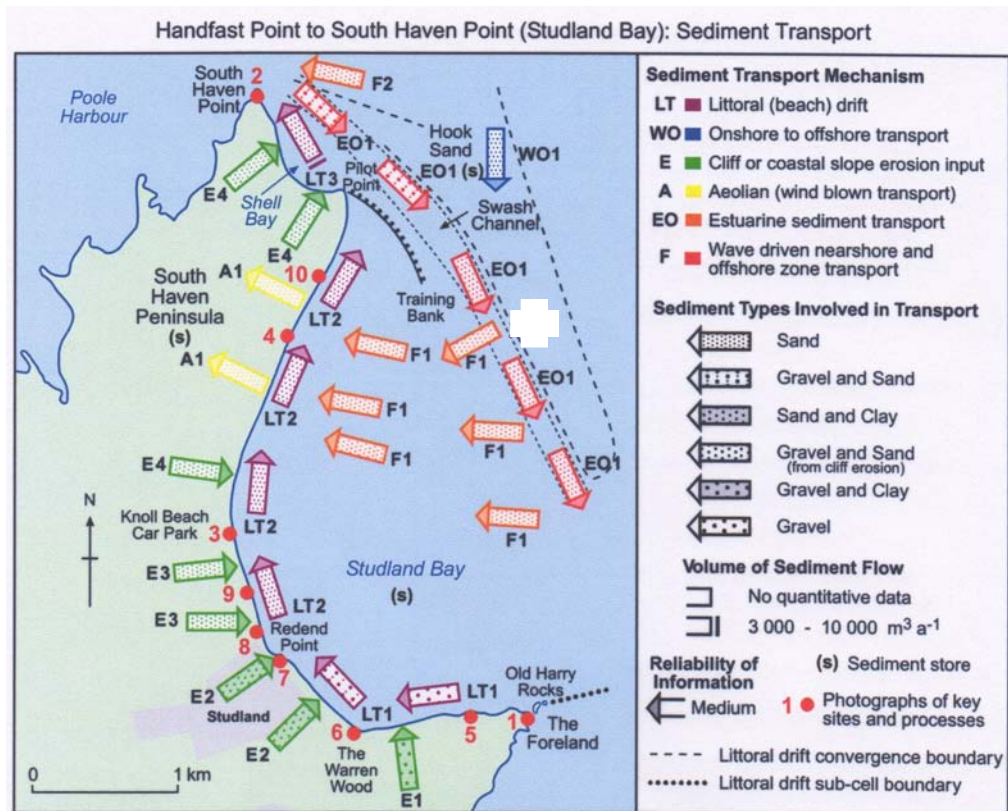 Handfast Point to South Haven Point (Studland Bay): Sediment Transport
South
Haven
Point
2
Poole
Harbour
F2
EO1
Hook
Sand
WO1
EO1 (s)
Pilot
Point
LT3
E4
Shell
Bay
Swash
Channel
E4
A1
10
EO1
South
Haven
Peninsula
(s)
LT2
Training
Bank
4
F1
F1
A1
EO1
LT2
F1
F1
F1
EO1
E4
LT2
N
Knoll Beach
Car Park
3
F1
Studland Bay
(s)
E3
9
LT2
E3
8
Redend
Point
7
E2
Studland
LT1
LT1
Old Harry
Rocks
E2
6
5
1
The
Foreland
The
Warren
Wood
E1
0
1 km
Sediment Transport Mechanism
LT Littoral (beach) drift
WO Onshore to offshore transport
E Cliff or coastal slope erosion input
A Aeolian (wind blown transport)
EO Estuarine sediment transport
F Wave driven nearshore and
offshore zone transport
Sediment Types Involved in Transport
Sand
Gravel and Sand
Sand and Clay
Gravel and Sand
(from cliff erosion)
Gravel and Clay
Gravel
Volume of Sediment Flow
No quantitative data
3 000 - 10 000 m³ a⁻¹
Reliability of
Information
Medium
(s) Sediment store
1 Photographs of key
sites and processes
Littoral drift convergence boundary
Littoral drift sub-cell boundary